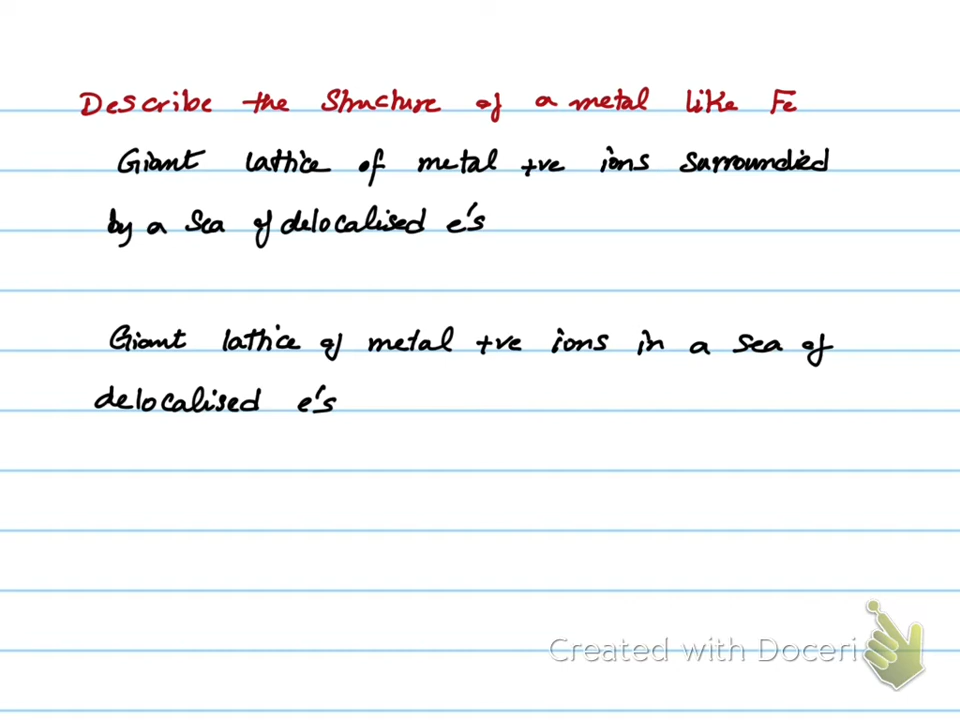 Describe the Structure of a metal like Fe
Giant lattice of metal +ve ions surroundied
by a Sea of delocalised e's
Giant lattice of metal +ve ions in a sea of
delocalised e's
Created with Doceri